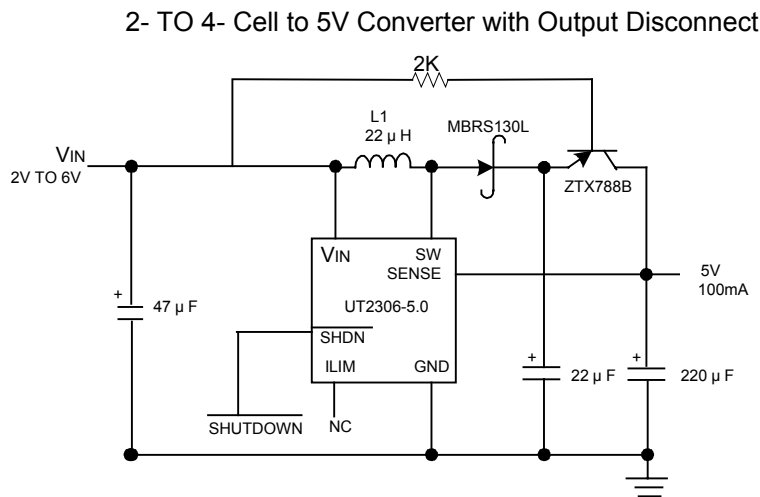 2- TO 4- Cell to 5V Converter with Output Disconnect
2K
L1
22 μ H
MBRS130L
VIN
2V TO 6V
ZTX788B
VIN
SW
SENSE
5V
100mA
UT2306-5.0
+
47 μ F
SHDN
ILIM
GND
+
22 μ F
+
220 μ F
SHUTDOWN
NC